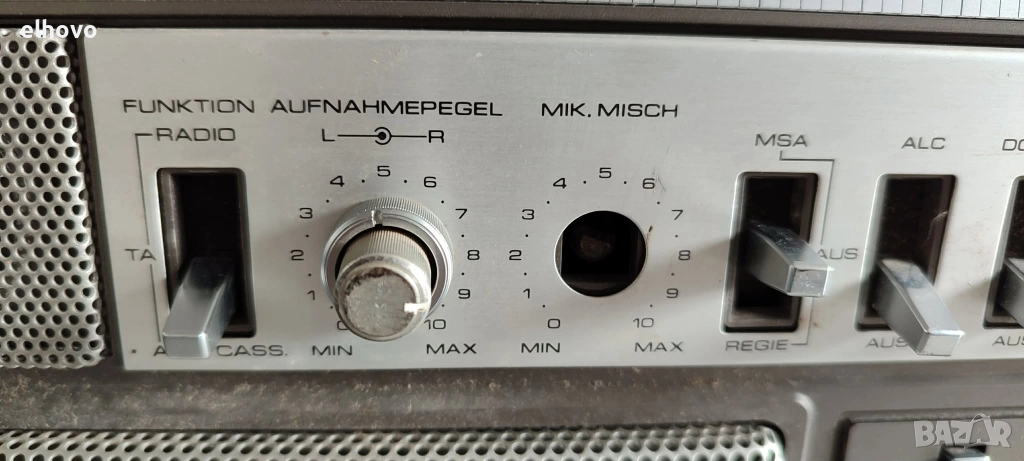 elhovo
FUNKTION AUFNAHMEPEGEL MIK. MISCH
RADIO L R MSA ALC
4 5 6 4 5 6
3 7 3 7
TA 2 8 2 8 AUS
1 9 1 9
0 10 0 10
CASS. MIN MAX MIN MAX REGIE AUS AUS
BAZAR